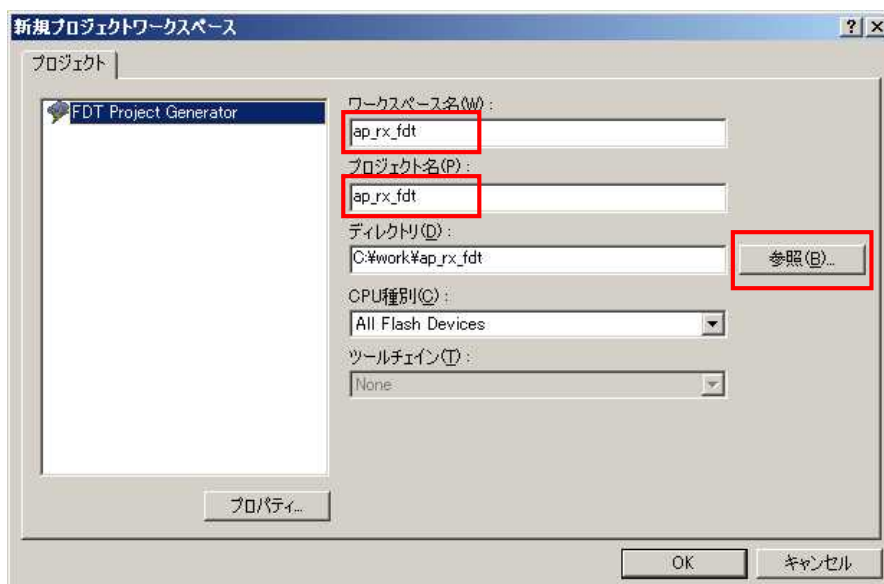 新規プロジェクトワークスペース
プロジェクト
FDT Project Generator
ワークスペース名(W) :
ap_rx_fdt
プロジェクト名(P) :
ap_rx_fdt
ディレクトリ(D) :
C:¥work¥ap_rx_fdt
参照(B)...
CPU種別(C) :
All Flash Devices
ツールチェイン(T) :
None
プロパティ...
OK
キャンセル